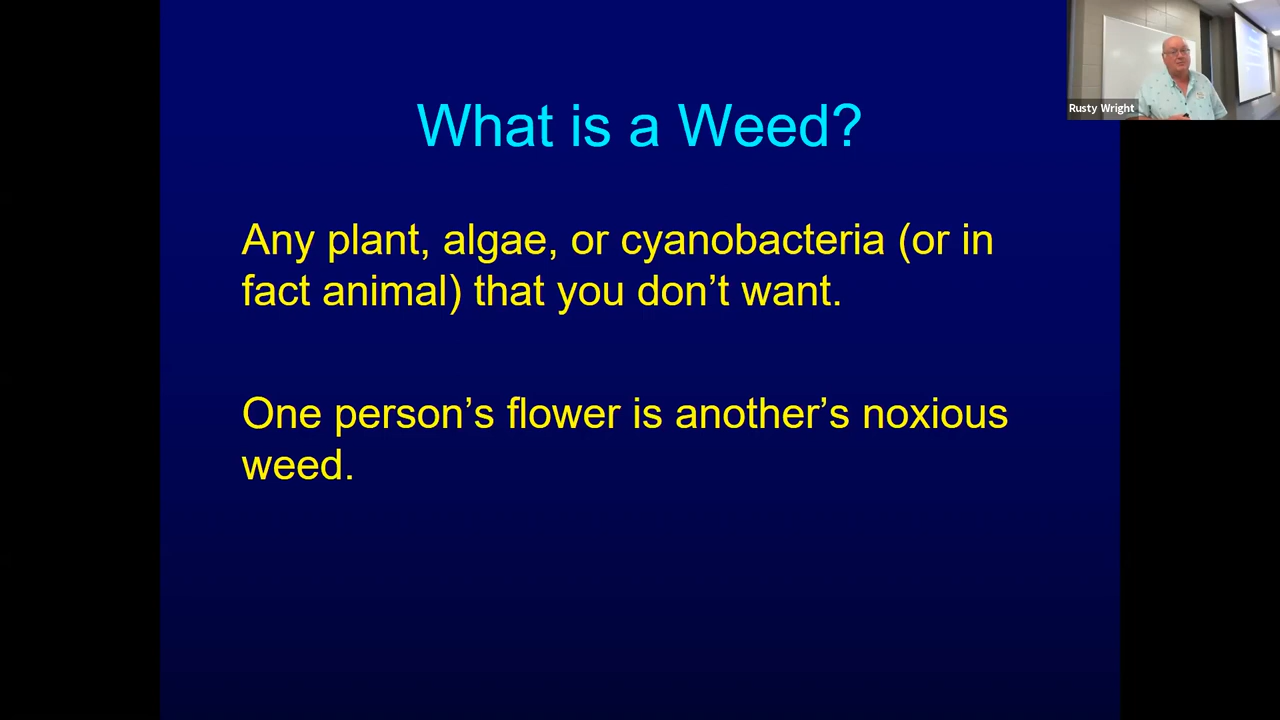 What is a Weed?
Rusty Wright
Any plant, algae, or cyanobacteria (or in
fact animal) that you don’t want.
One person’s flower is another’s noxious
weed.